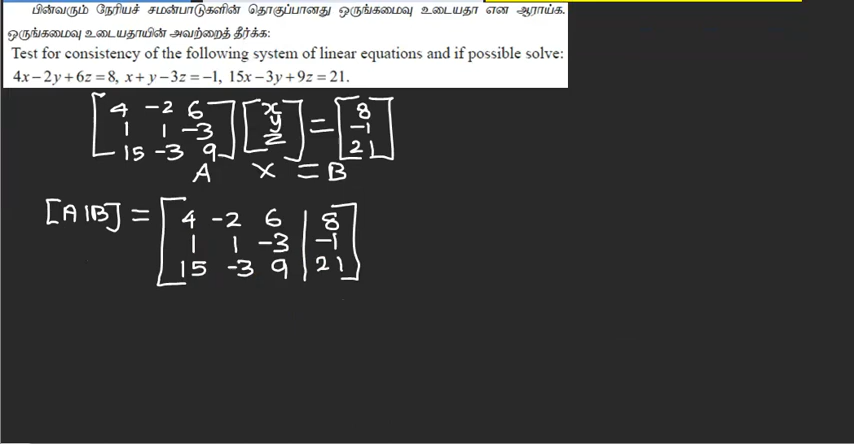 பின்வரும் நேரியச் சமன்பாடுகளின் தொகுப்பானது ஒருங்கமைவு உடையதா என ஆராய்க.
ஒருங்கமைவு உடையதாயின் அவற்றைத் தீர்க்க:
Test for consistency of the following system of linear equations and if possible solve:
4x−2y+6z=8, x+y−3z=−1, 15x−3y+9z=21.
[4 −2 6] [x] [8]
[1 1 −3] [y] = [−1]
[15 −3 9] [z] [21]
A X = B
[A|B] = [4 −2 6 | 8]
[1 1 −3 | −1]
[15 −3 9 | 21]